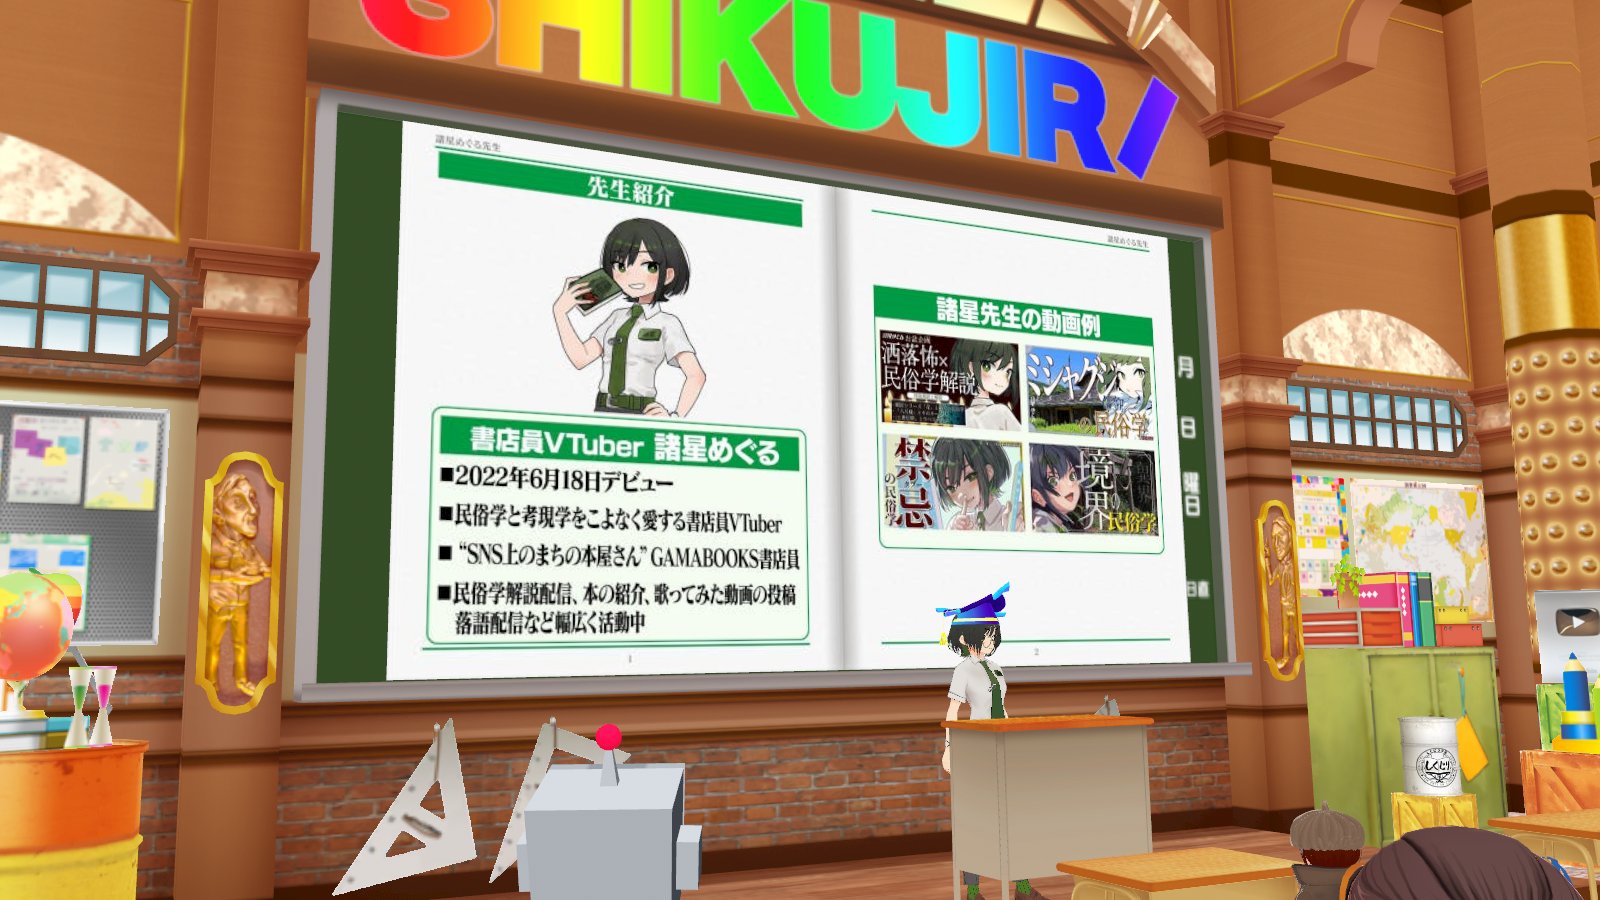 SHIKUJIRI
諸星めぐる先生
先生紹介
書店員VTuber 諸星めぐる
■2022年6月18日デビュー
■民俗学と考現学をこよなく愛する書店員VTuber
■“SNS上のまちの本屋さん”GAMABOOKS書店員
■民俗学解説配信、本の紹介、歌ってみた動画の投稿
落語配信など幅広く活動中
1
諸星めぐる先生
諸星先生の動画例
洒落怖×
民俗学解説
ミシャグジ
の民俗学
禁忌
の民俗学
境界の
民俗学
2
月
日
曜日
日直
しくじり